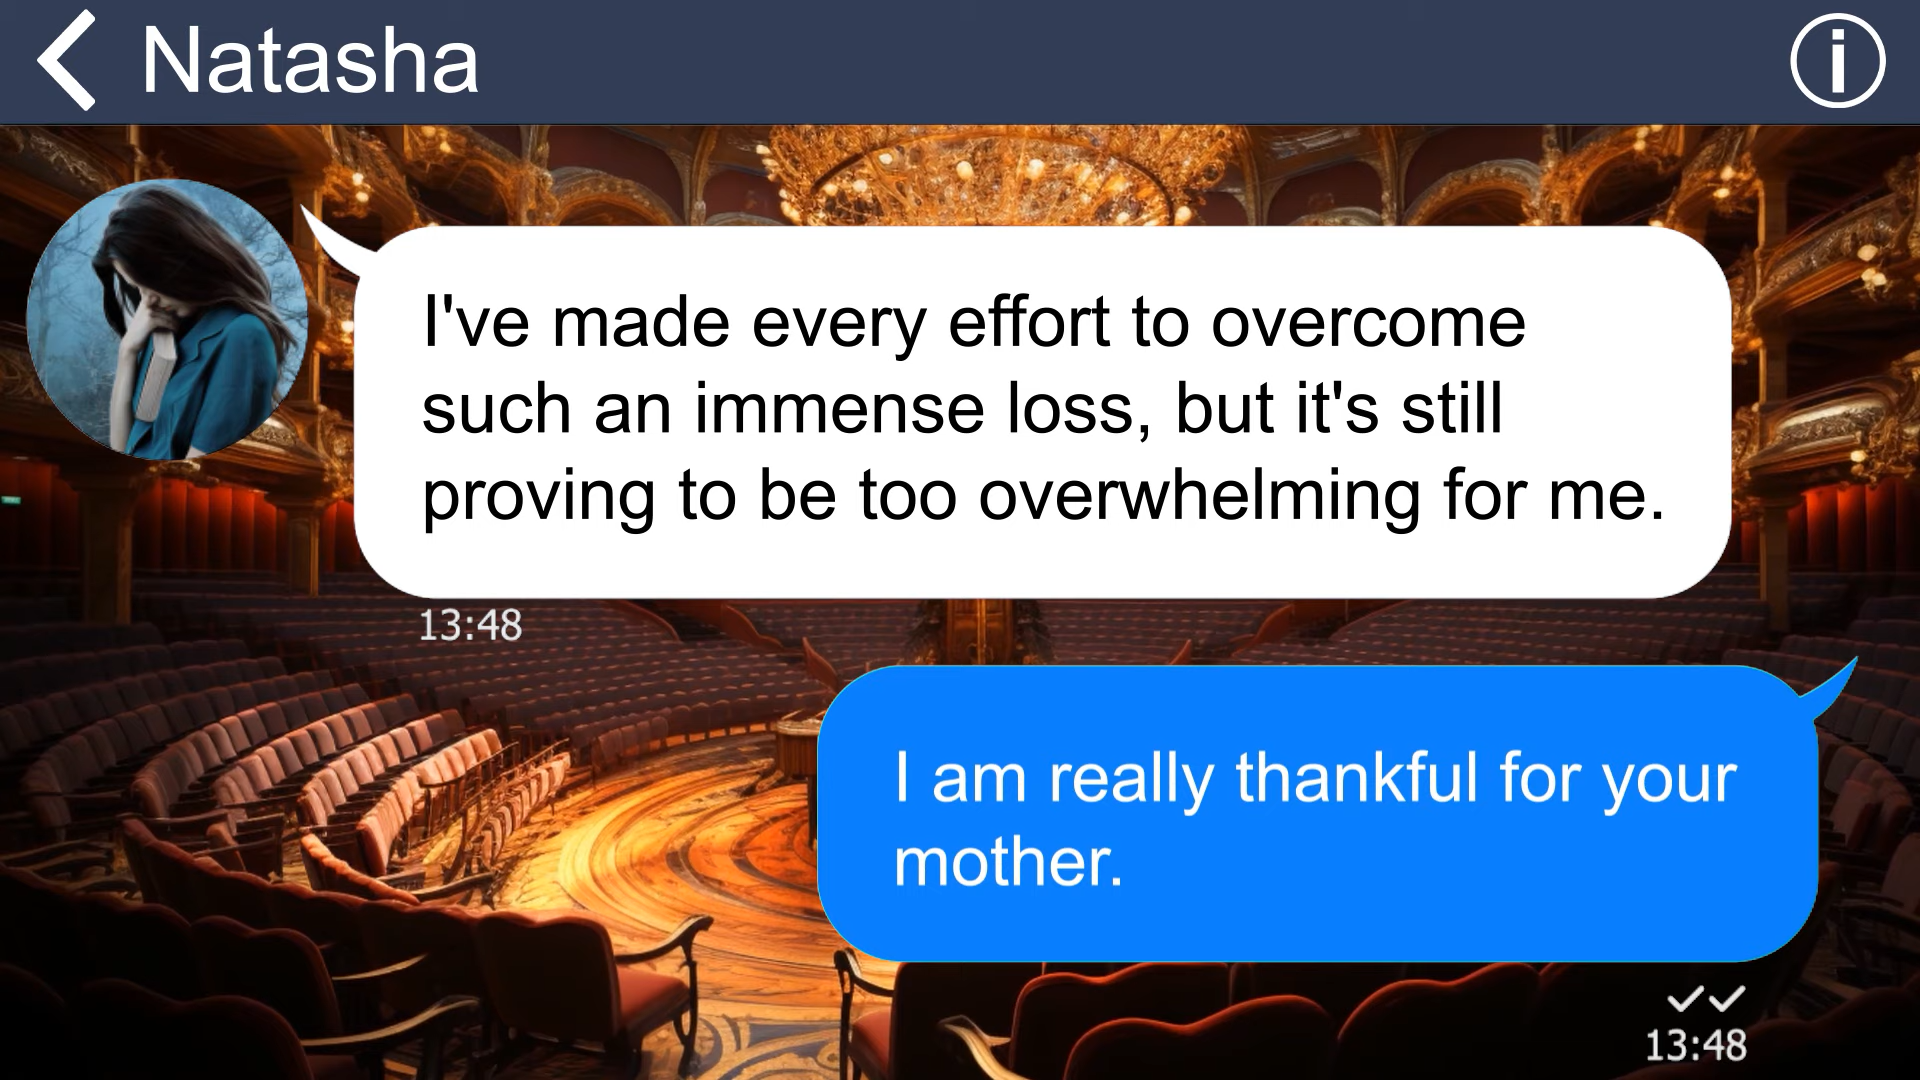 Natasha
I've made every effort to overcome
such an immense loss, but it's still
proving to be too overwhelming for me.
13:48
I am really thankful for your
mother.
13:48